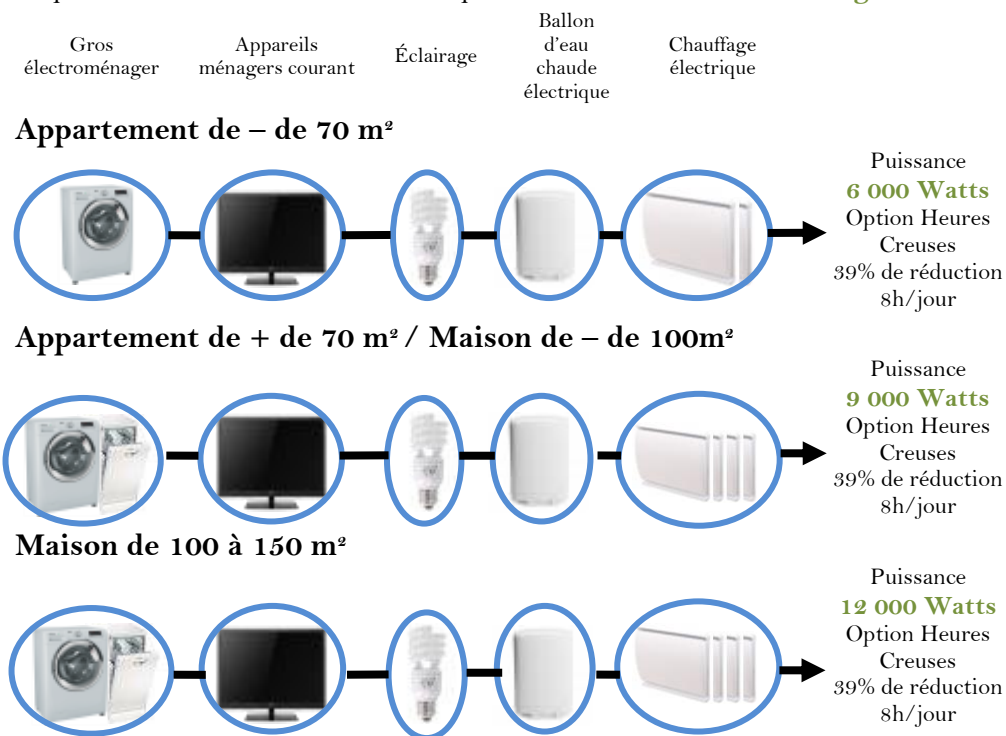 Gros
électroménager
Appareils
ménagers courant
Éclairage
Ballon
d'eau
chaude
électrique
Chauffage
électrique
Appartement de – de 70 m²
Puissance
6 000 Watts
Option Heures
Creuses
39% de réduction
8h/jour
Appartement de + de 70 m² / Maison de – de 100m²
Puissance
9 000 Watts
Option Heures
Creuses
39% de réduction
8h/jour
Maison de 100 à 150 m²
Puissance
12 000 Watts
Option Heures
Creuses
39% de réduction
8h/jour